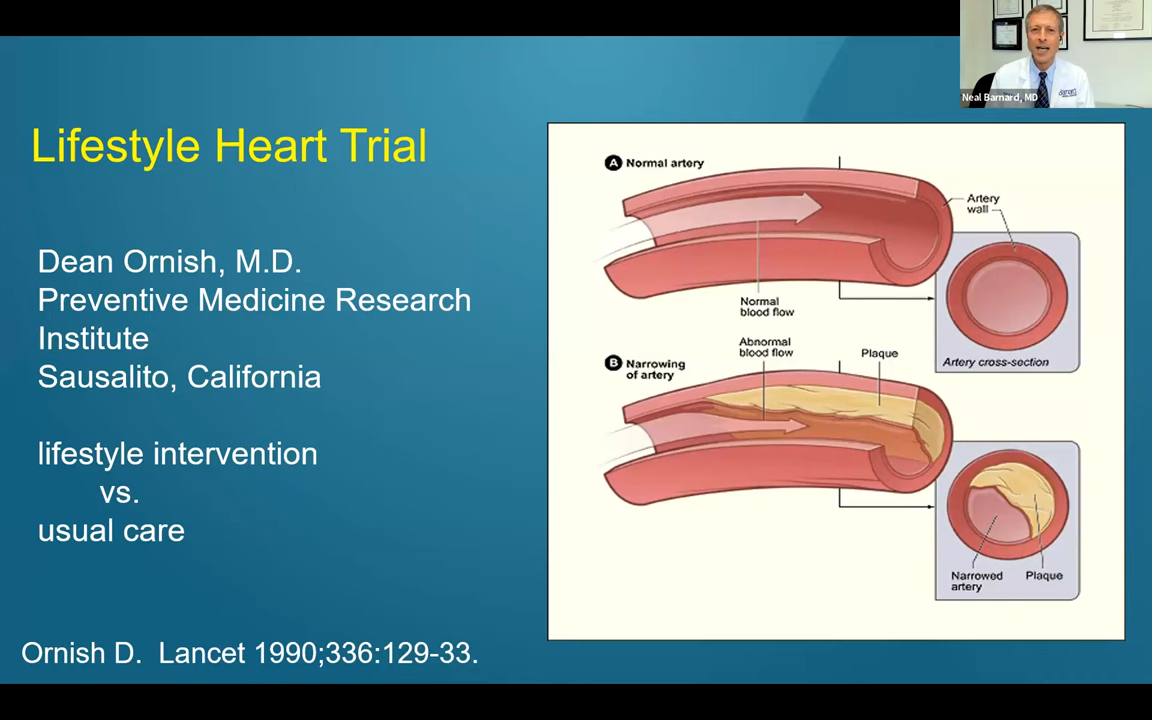 Neal Barnard, MD
Lifestyle Heart Trial
Dean Ornish, M.D.
Preventive Medicine Research
Institute
Sausalito, California
lifestyle intervention
vs.
usual care
Ornish D.  Lancet 1990;336:129-33.
A Normal artery
Artery
wall
Normal
blood flow
Artery cross-section
Abnormal
blood flow
Plaque
B Narrowing
of artery
Narrowed
artery
Plaque